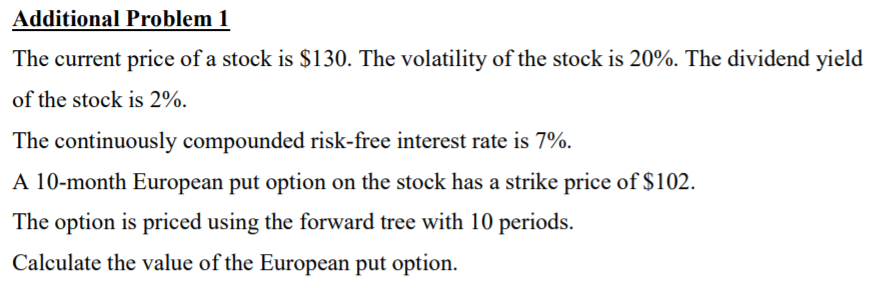 Additional Problem 1
The current price of a stock is $130. The volatility of the stock is 20%. The dividend yield
of the stock is 2%.
The continuously compounded risk-free interest rate is 7%.
A 10-month European put option on the stock has a strike price of $102.
The option is priced using the forward tree with 10 periods.
Calculate the value of the European put option.